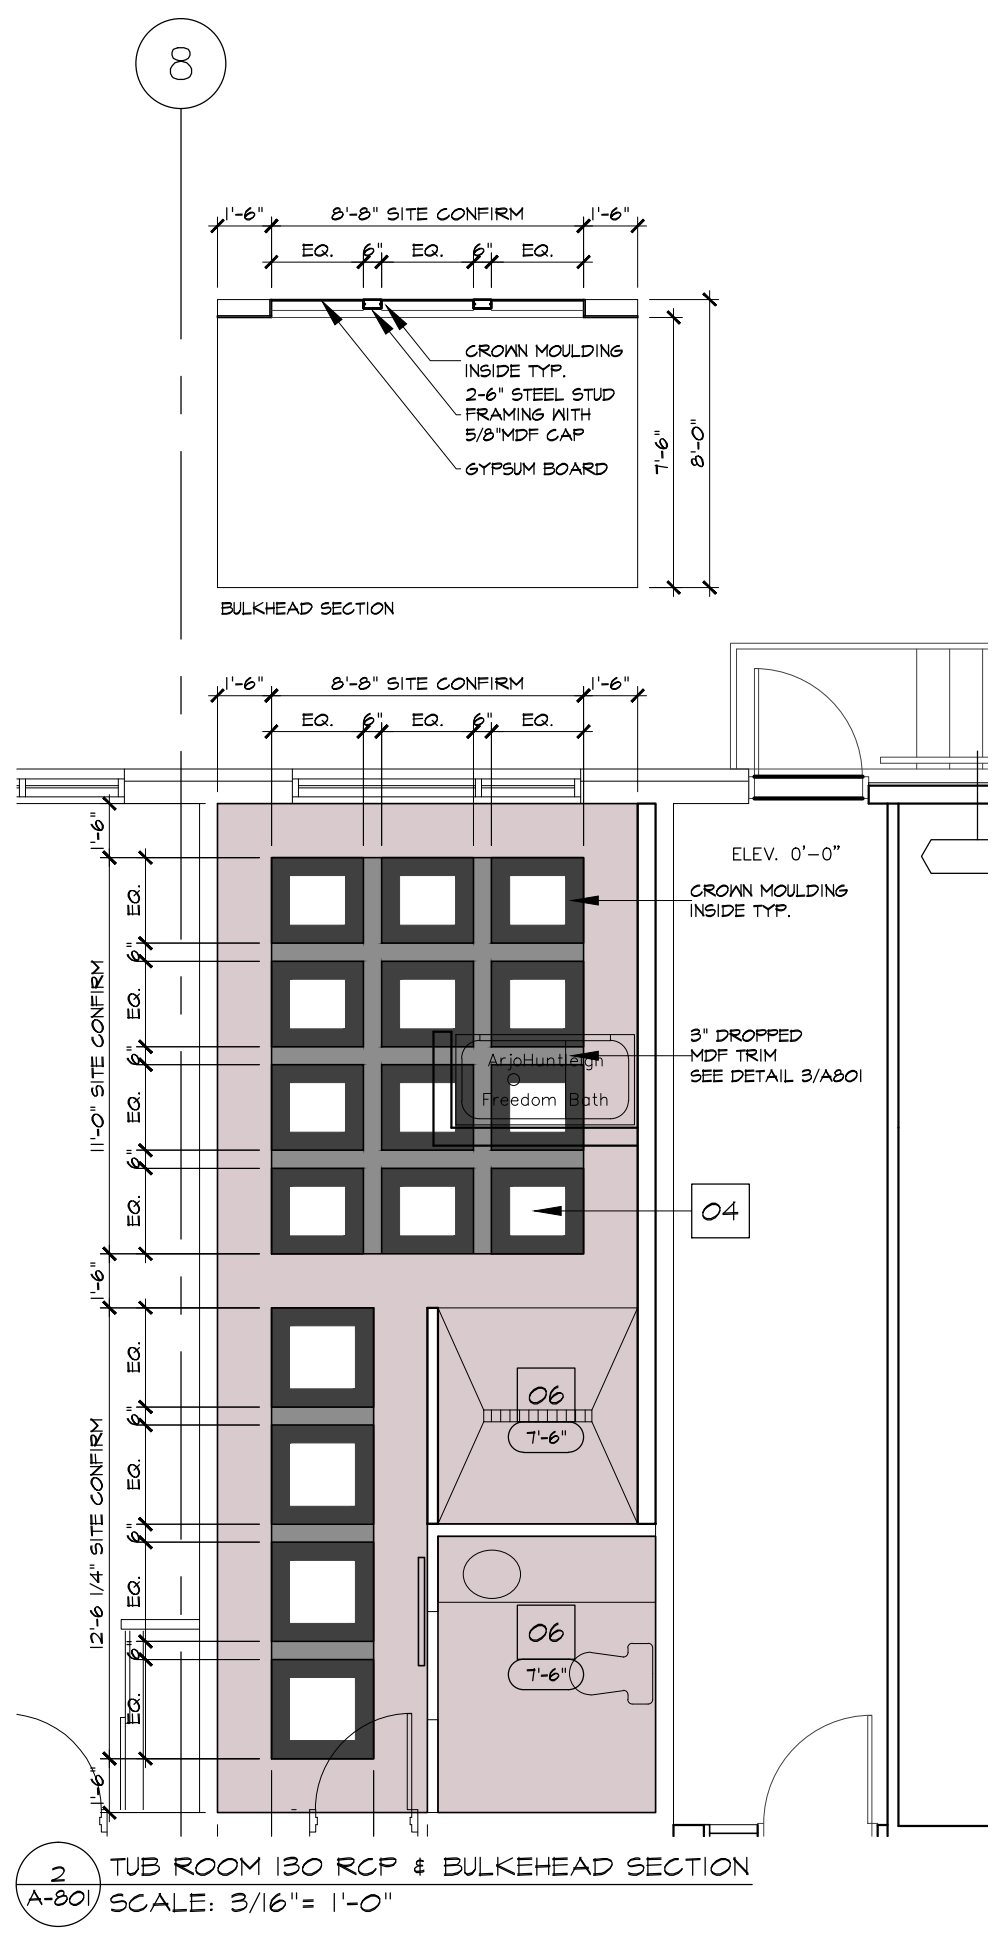 8
1'-6" 8'-8" SITE CONFIRM 1'-6"
EQ. 6" EQ. 6" EQ.
CROWN MOULDING
INSIDE TYP.
2-6" STEEL STUD
FRAMING WITH
5/8"MDF CAP
GYPSUM BOARD
7'-6"
8'-0"
BULKHEAD SECTION
1'-6" 8'-8" SITE CONFIRM 1'-6"
EQ. 6" EQ. 6" EQ.
1'-6"
ELEV. 0'-0"
CROWN MOULDING
INSIDE TYP.
EQ.
6"
EQ.
6"
EQ.
6"
EQ.
11'-0" SITE CONFIRM
3" DROPPED
MDF TRIM
SEE DETAIL 3/A801
ArjoHuntleigh
Freedom Bath
04
1'-6"
EQ.
6"
EQ.
6"
EQ.
6"
EQ.
12'-6 1/4" SITE CONFIRM
06
7'-6"
06
7'-6"
1'-6"
2
A-801
TUB ROOM 130 RCP & BULKEHEAD SECTION
SCALE: 3/16"= 1'-0"